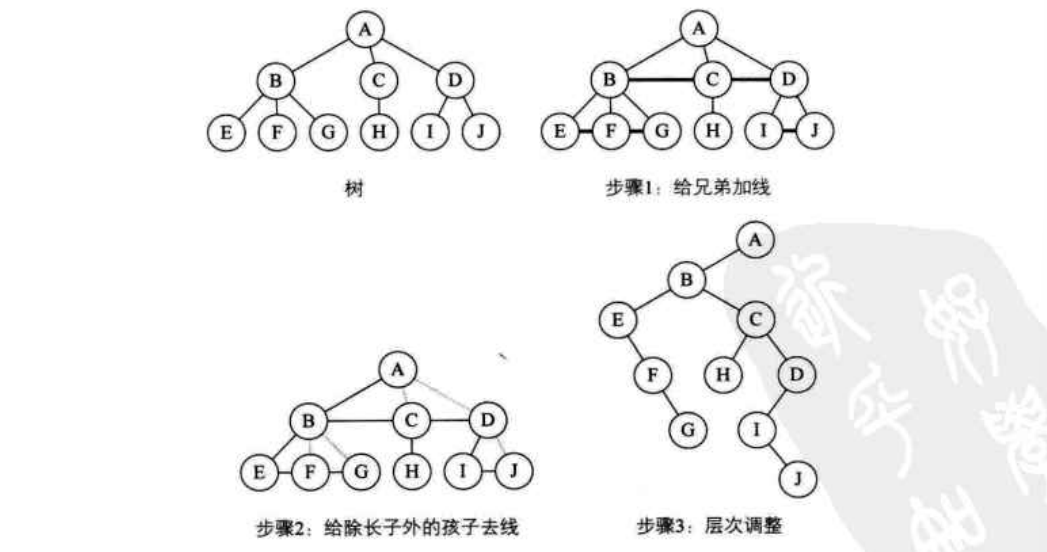 A A
B C D B C D
E F G H I J E F G H I J
树 步骤1：给兄弟加线
A
B
E C
A
F H D
B C D
G I
E F G H I J
J
步骤2：给除长子外的孩子去线 步骤3：层次调整